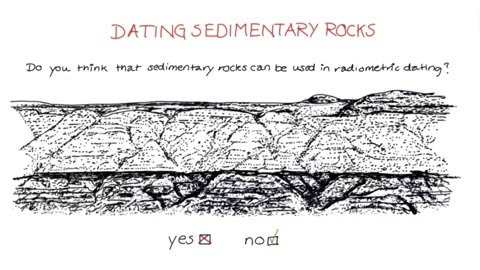 DATING SEDIMENTARY ROCKS
Do you think that sedimentary rocks can be used in radiometric dating?
yes ☒ no ☑